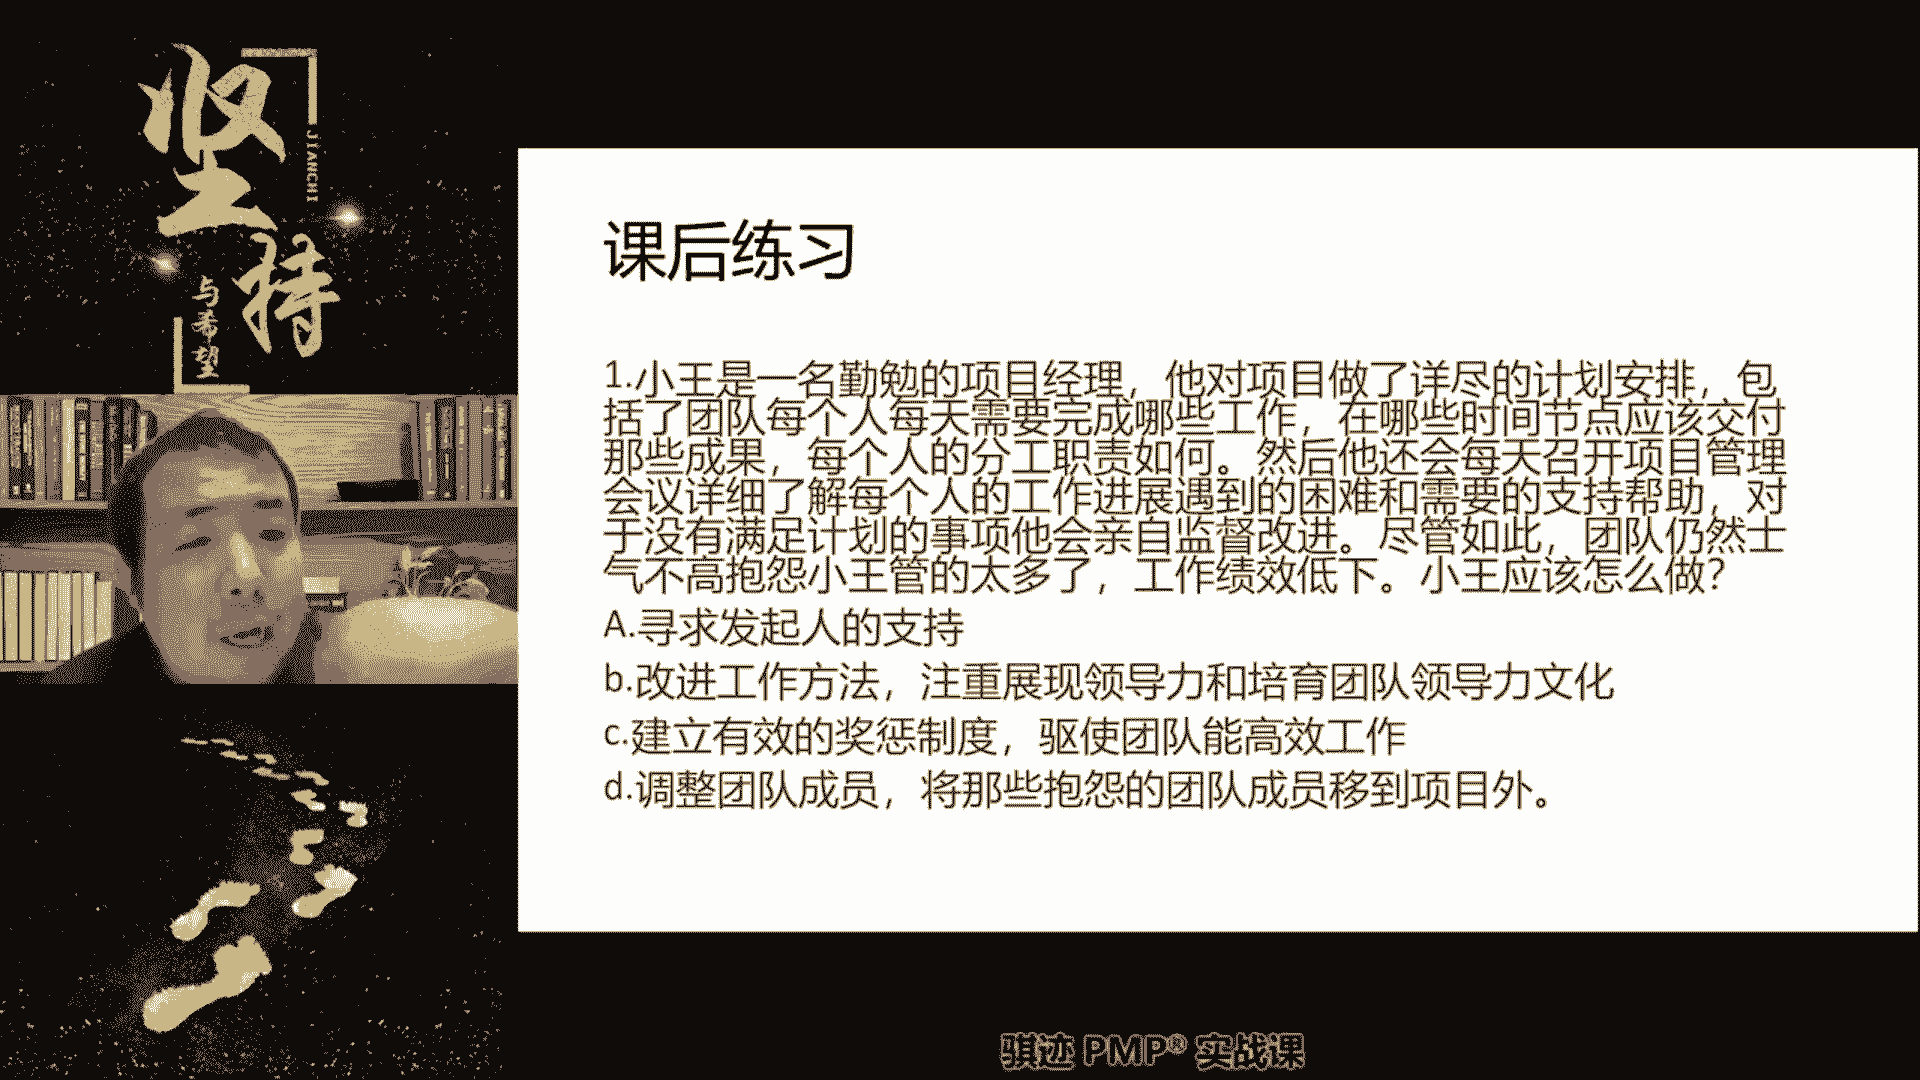 坚持
JIANCHI
与希望
课后练习
1.小王是一名勤勉的项目经理，他对项目做了详尽的计划安排，包
括了团队每个人每天需要完成哪些工作，在哪些时间节点应该交付
那些成果，每个人的分工职责如何。然后他还会每天召开项目管理
会议详细了解每个人的工作进展遇到的困难和需要的支持帮助，对
于没有满足计划的事项他会亲自监督改进。尽管如此，团队仍然士
气不高抱怨小王管的太多了，工作绩效低下。小王应该怎么做?
A.寻求发起人的支持
b.改进工作方法，注重展现领导力和培育团队领导力文化
c.建立有效的奖惩制度，驱使团队能高效工作
d.调整团队成员，将那些抱怨的团队成员移到项目外。
骐迹 PMP® 实战课